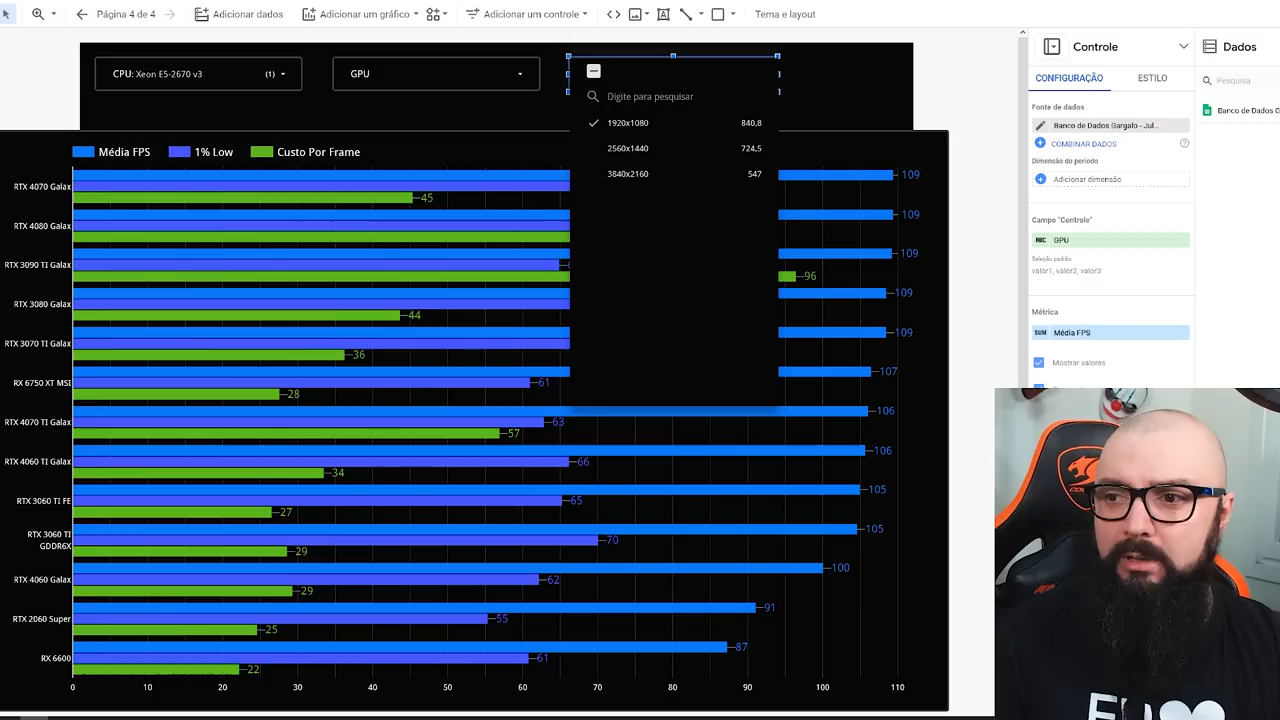 Página 4 de 4
Adicionar dados
Adicionar um gráfico
Adicionar um controle
Tema e layout
CPU: Xeon E5-2670 v3 (1)
GPU
Digite para pesquisar
1920x1080 840,8
2560x1440 724,5
3840x2160 547
Média FPS 1% Low Custo Por Frame
RTX 4070 Galax 109
45
RTX 4080 Galax 109
RTX 3090 TI Galax 109
96
RTX 3080 Galax 109
44
RTX 3070 TI Galax 109
36
RX 6750 XT MSI 107
61
28
RTX 4070 TI Galax 106
63
57
RTX 4060 TI Galax 106
66
34
RTX 3060 TI FE 105
65
27
RTX 3060 TI GDDR6X 105
70
29
RTX 4060 Galax 100
62
29
RTX 2060 Super 91
55
25
RX 6600 87
61
22
0 10 20 30 40 50 60 70 80 90 100 110
Controle
CONFIGURAÇÃO ESTILO
Fonte de dados
Banco de Dados Gargalo - Jul...
COMBINAR DADOS
Dimensão do período
Adicionar dimensão
Campo "Controle"
ABC GPU
Seleção padrão
valor1, valor2, valor3
Métrica
SUM Média FPS
Mostrar valores
Dados
Pesquisa
Banco de Dados G